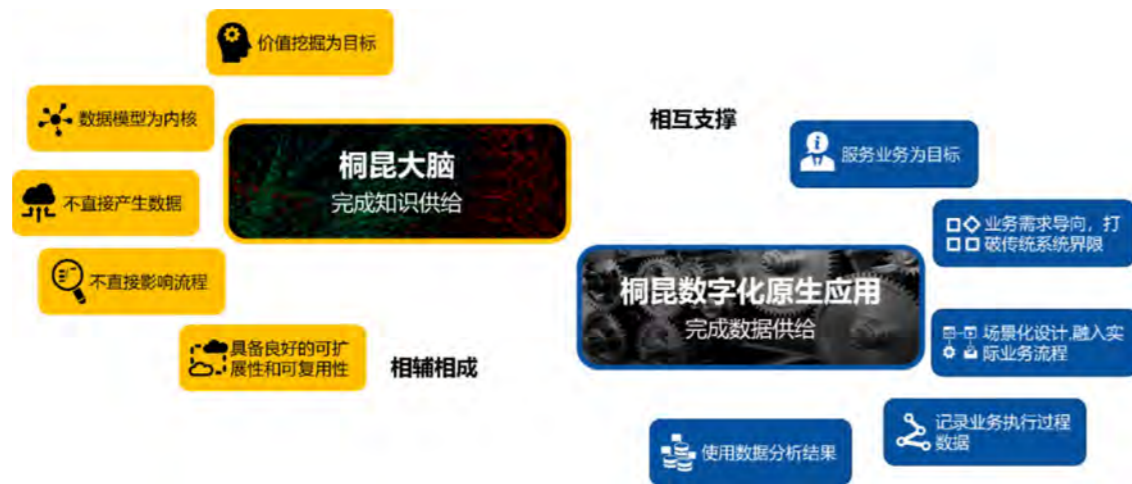 价值挖掘为目标
数据模型为内核
不直接产生数据
不直接影响流程
具备良好的可扩
展性和可复用性
桐昆大脑
完成知识供给
相互支撑
相辅相成
桐昆数字化原生应用
完成数据供给
服务业务为目标
业务需求导向，打
破传统系统界限
场景化设计,融入实
际业务流程
记录业务执行过程
数据
使用数据分析结果